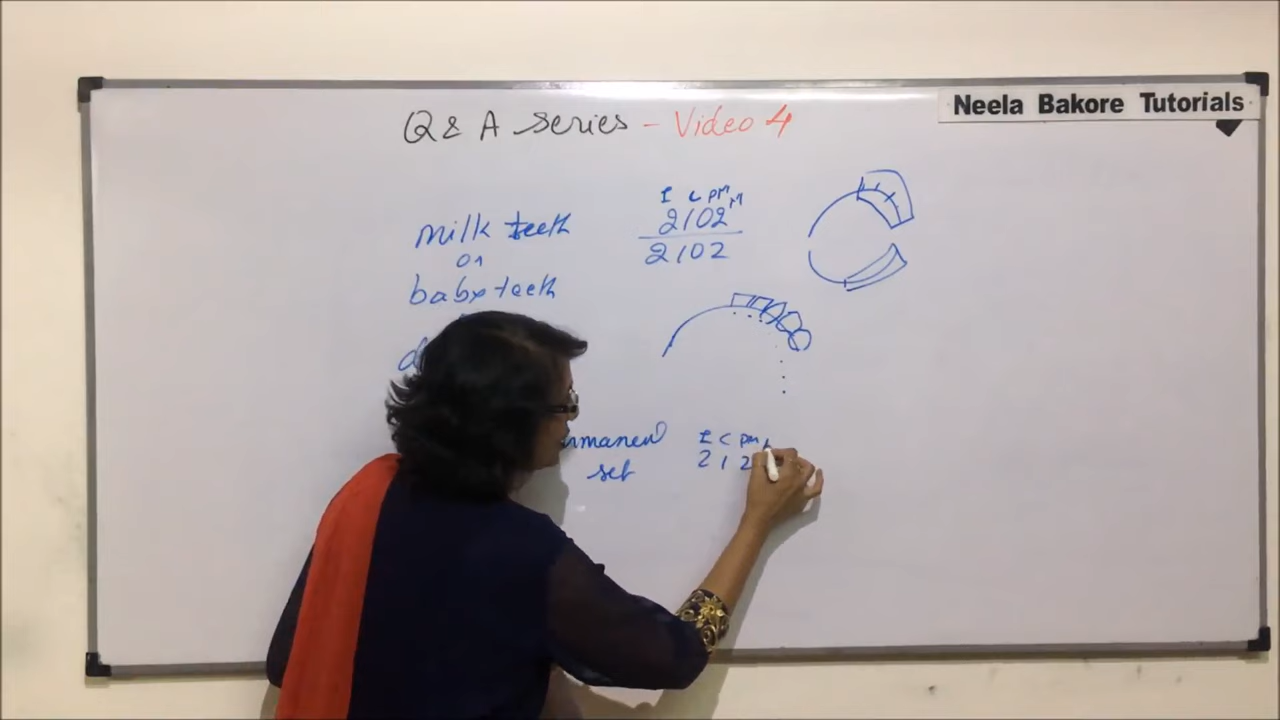 Neela Bakore Tutorials
Q & A series - Video 4
I C PM M
milk teeth 2102
or 2102
baby teeth
I C PM
set 2 1 2